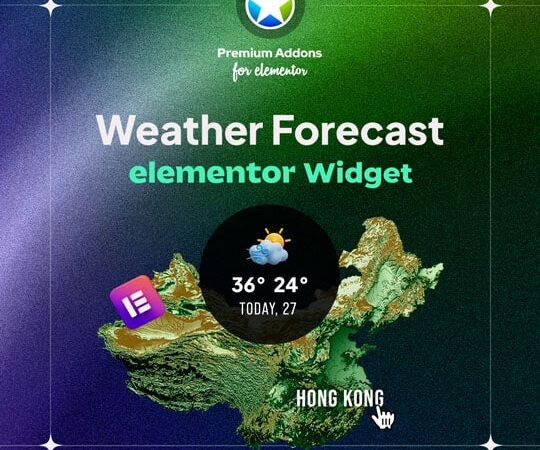 Premium Addons
for elementor
Weather Forecast
elementor Widget
36° 24°
TODAY, 27
HONG KONG